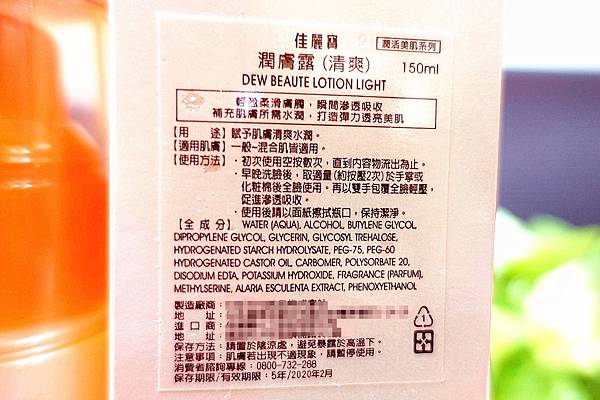 佳麗寶
潤活美肌系列
潤膚露(清爽)
150ml
DEW BEAUTE LOTION LIGHT
輕盈柔滑膚觸,瞬間滲透吸收
補充肌膚所需水潤,打造彈力透亮美肌
【用　途】賦予肌膚清爽水潤。
【適用肌膚】一般~混合肌皆適用。
【使用方法】・初次使用空按數次,直到內容物流出為止。
・早晚洗臉後,取適量(約按壓2次)於手掌或
化粧棉後全臉使用。再以雙手包覆全臉輕壓,
促進滲透吸收。
・使用後請以面紙擦拭瓶口,保持潔淨。
【全成分】WATER (AQUA), ALCOHOL, BUTYLENE GLYCOL,
DIPROPYLENE GLYCOL, GLYCERIN, GLYCOSYL TREHALOSE,
HYDROGENATED STARCH HYDROLYSATE, PEG-75, PEG-60
HYDROGENATED CASTOR OIL, CARBOMER, POLYSORBATE 20,
DISODIUM EDTA, POTASSIUM HYDROXIDE, FRAGRANCE (PARFUM),
METHYLSERINE, ALARIA ESCULENTA EXTRACT, PHENOXYETHANOL
製造廠商:
地　址:
進口商:
地　址:
保存方法:請置於陰涼處,避免暴露於高溫下。
注意事項:肌膚若出現不適現象,請暫停使用。
消費者諮詢專線:0800-732-288
保存期限/有效期限:5年/2020年2月
1